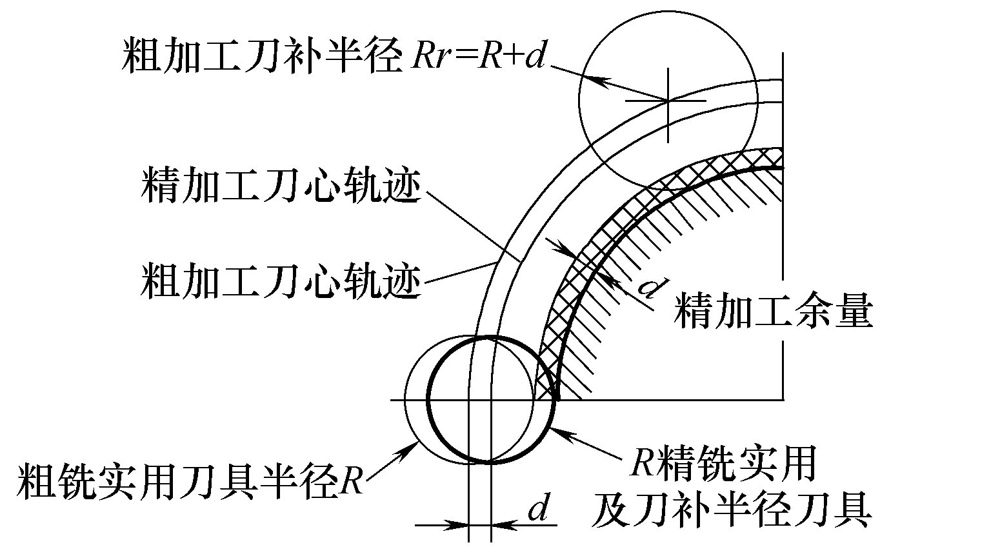 粗加工刀补半径 Rr=R+d
精加工刀心轨迹
粗加工刀心轨迹
d
精加工余量
粗铣实用刀具半径R
R精铣实用
及刀补半径刀具
d